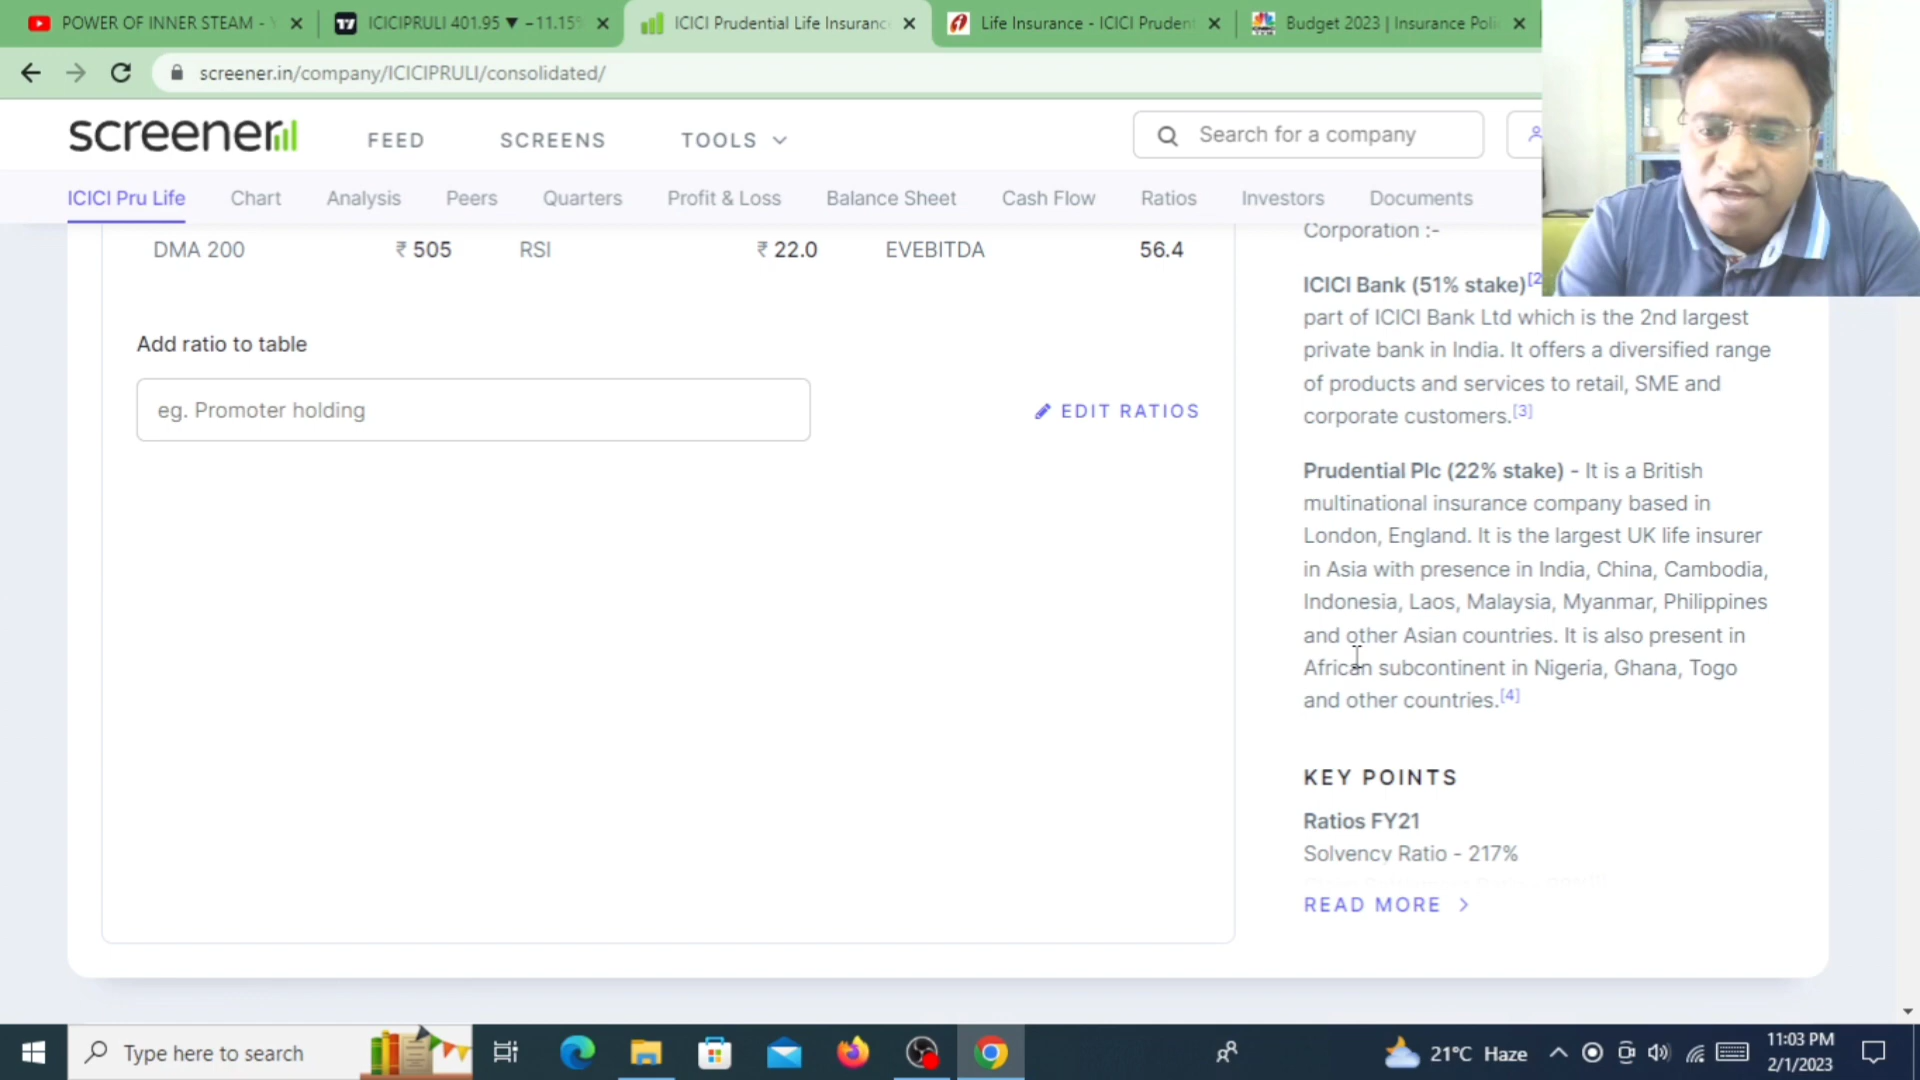 POWER OF INNER STEAM -
ICICIPRULI 401.95 ▼ −11.15%
ICICI Prudential Life Insuranc
Life Insurance - ICICI Prudent
Budget 2023 | Insurance Poli
screener.in/company/ICICIPRULI/consolidated/
screener
FEED
SCREENS
TOOLS
Search for a company
ICICI Pru Life
Chart
Analysis
Peers
Quarters
Profit & Loss
Balance Sheet
Cash Flow
Ratios
Investors
Documents
DMA 200 ₹ 505 RSI ₹ 22.0 EVEBITDA 56.4
Add ratio to table
eg. Promoter holding
EDIT RATIOS
Corporation :-
ICICI Bank (51% stake)[2
part of ICICI Bank Ltd which is the 2nd largest
private bank in India. It offers a diversified range
of products and services to retail, SME and
corporate customers.[3]
Prudential Plc (22% stake) - It is a British
multinational insurance company based in
London, England. It is the largest UK life insurer
in Asia with presence in India, China, Cambodia,
Indonesia, Laos, Malaysia, Myanmar, Philippines
and other Asian countries. It is also present in
African subcontinent in Nigeria, Ghana, Togo
and other countries.[4]
KEY POINTS
Ratios FY21
Solvency Ratio - 217%
READ MORE
Type here to search
21°C Haze
11:03 PM
2/1/2023